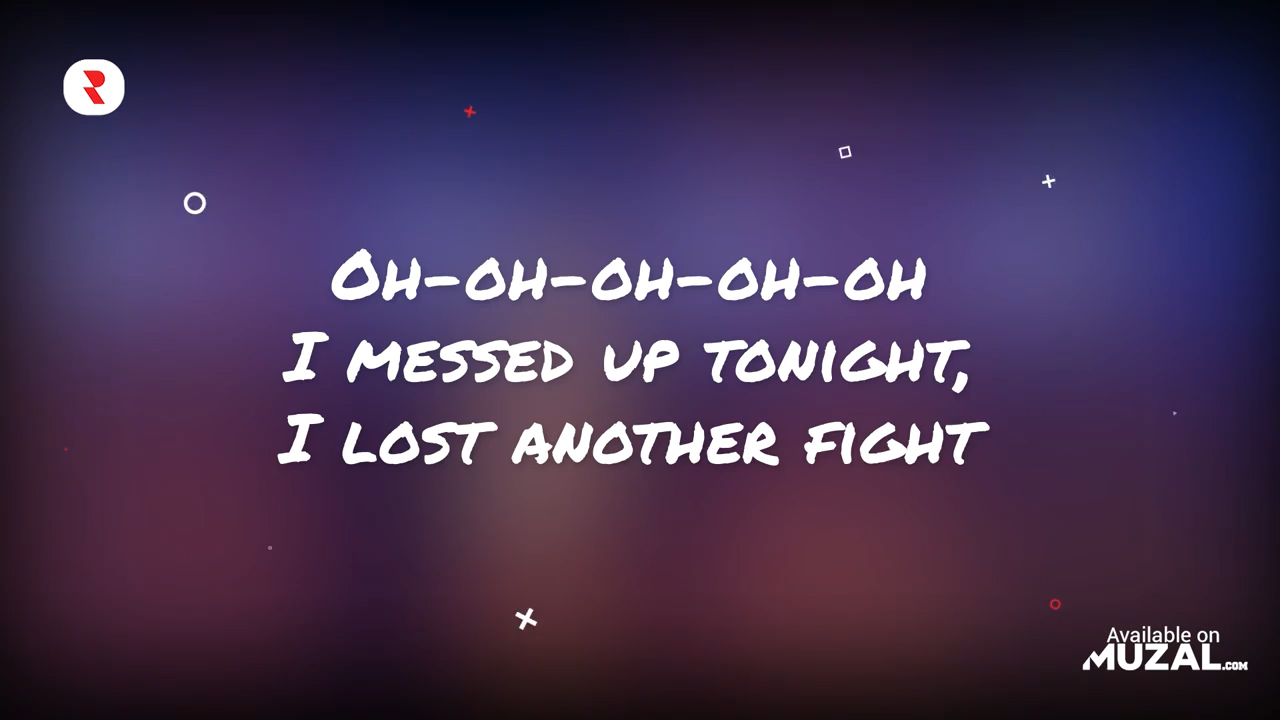 R
OH-OH-OH-OH-OH
I MESSED UP TONIGHT,
I LOST ANOTHER FIGHT
Available on
MUZAL.COM